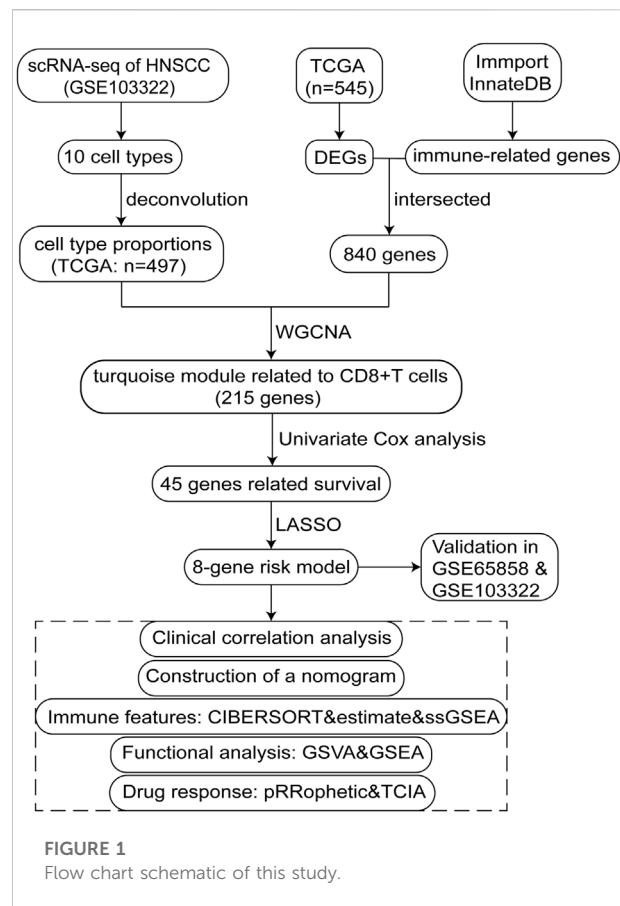 scRNA-seq of HNSCC
(GSE103322)
TCGA
(n=545)
Immport
InnateDB
10 cell types
DEGs
immune-related genes
deconvolution
intersected
cell type proportions
(TCGA: n=497)
840 genes
WGCNA
turquoise module related to CD8+T cells
(215 genes)
Univariate Cox analysis
45 genes related survival
LASSO
8-gene risk model
Validation in
GSE65858 &
GSE103322
Clinical correlation analysis
Construction of a nomogram
Immune features: CIBERSORT&estimate&ssGSEA
Functional analysis: GSVA&GSEA
Drug response: pRRophetic&TCIA
FIGURE 1
Flow chart schematic of this study.